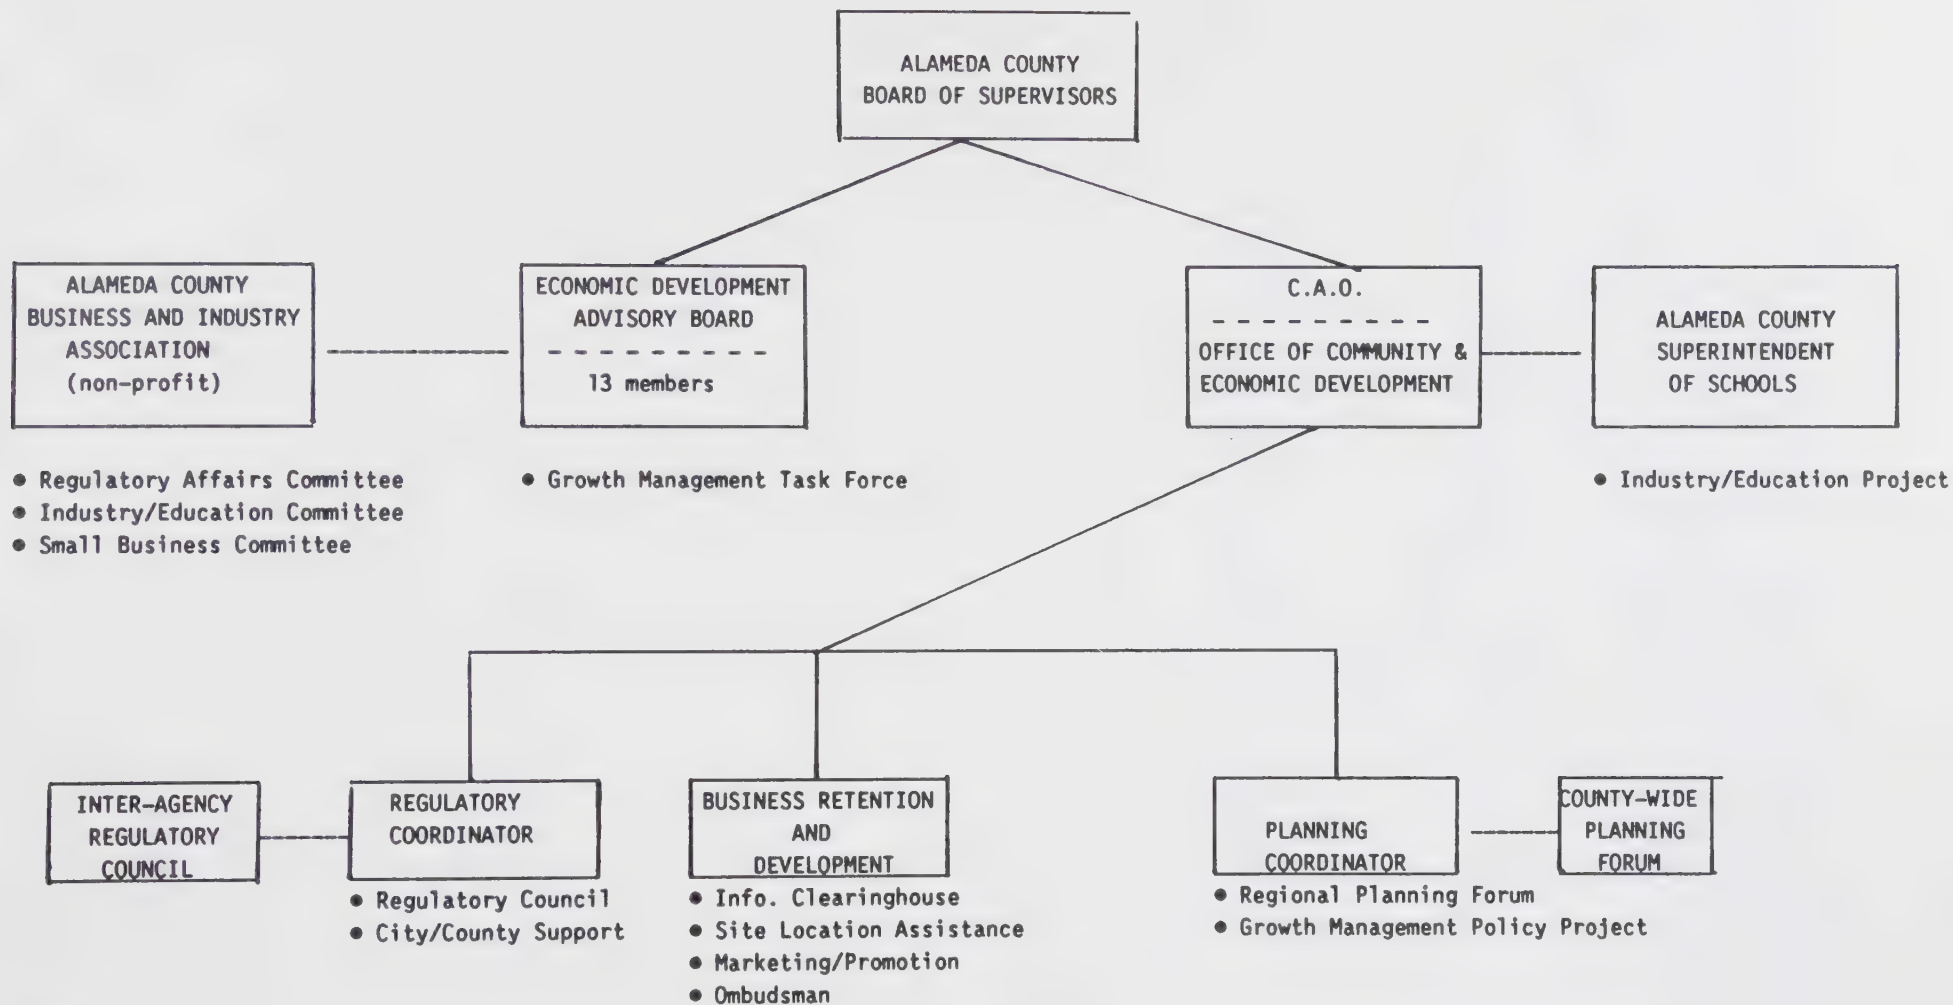 ALAMEDA COUNTY
BOARD OF SUPERVISORS
ALAMEDA COUNTY
BUSINESS AND INDUSTRY
ASSOCIATION
(non-profit)
● Regulatory Affairs Committee
● Industry/Education Committee
● Small Business Committee
ECONOMIC DEVELOPMENT
ADVISORY BOARD
13 members
● Growth Management Task Force
C.A.O.
OFFICE OF COMMUNITY &
ECONOMIC DEVELOPMENT
ALAMEDA COUNTY
SUPERINTENDENT
OF SCHOOLS
● Industry/Education Project
INTER-AGENCY
REGULATORY
COUNCIL
REGULATORY
COORDINATOR
● Regulatory Council
● City/County Support
BUSINESS RETENTION
AND
DEVELOPMENT
● Info. Clearinghouse
● Site Location Assistance
● Marketing/Promotion
● Ombudsman
PLANNING
COORDINATOR
● Regional Planning Forum
● Growth Management Policy Project
COUNTY-WIDE
PLANNING
FORUM